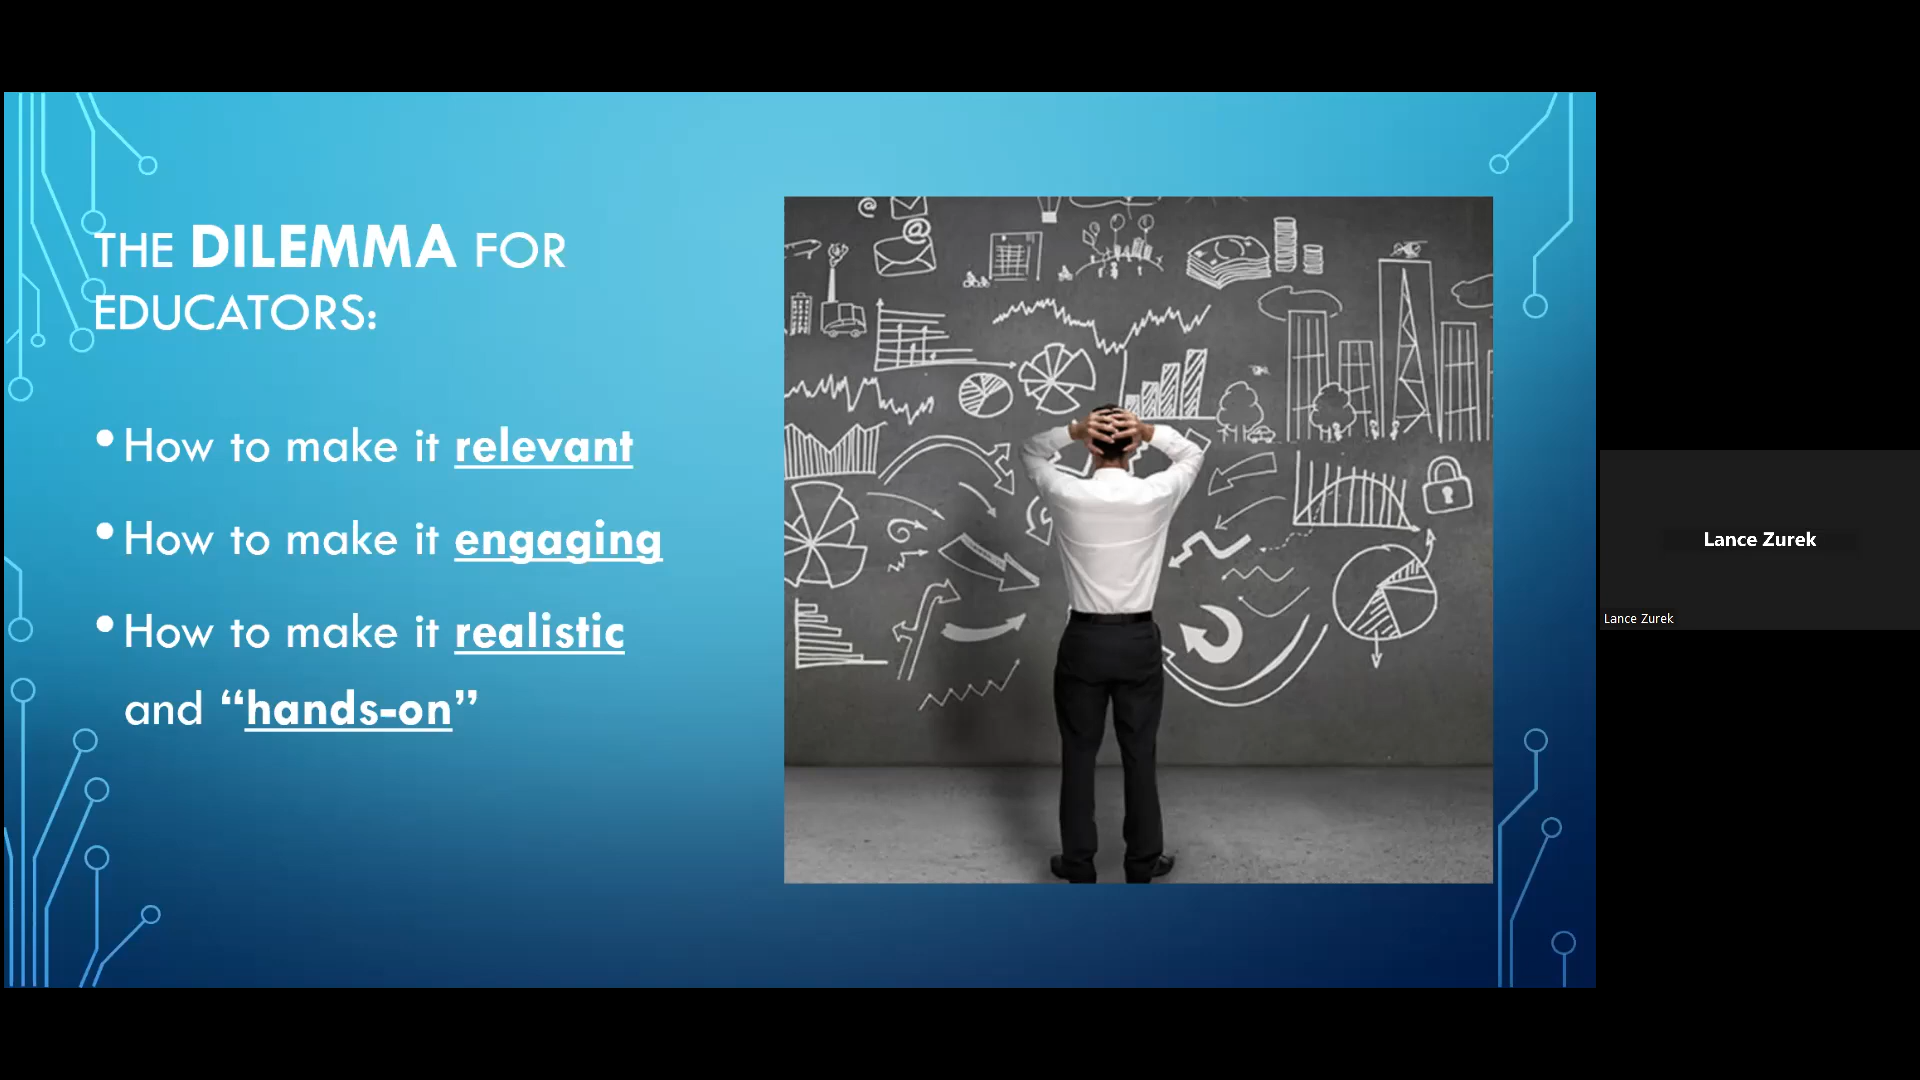 THE DILEMMA FOR
EDUCATORS:
• How to make it relevant
• How to make it engaging
• How to make it realistic
and “hands-on”
@
@
Lance Zurek
Lance Zurek